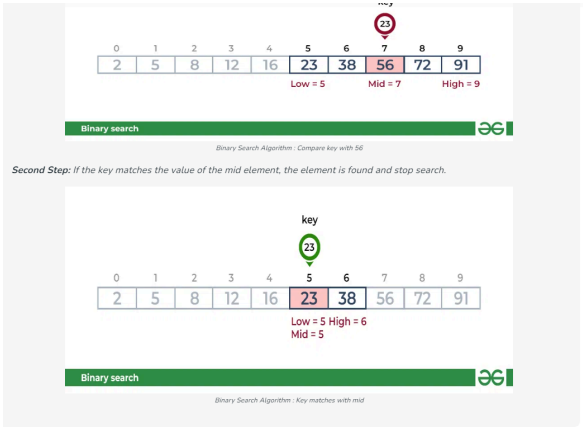 key
23
0 1 2 3 4 5 6 7 8 9
2 5 8 12 16 23 38 56 72 91
Low = 5 Mid = 7 High = 9
Binary search
Binary Search Algorithm : Compare key with 56
Second Step: If the key matches the value of the mid element, the element is found and stop search.
key
23
0 1 2 3 4 5 6 7 8 9
2 5 8 12 16 23 38 56 72 91
Low = 5 High = 6
Mid = 5
Binary search
Binary Search Algorithm : Key matches with mid